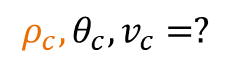 ρ_c, θ_c, v_c =?